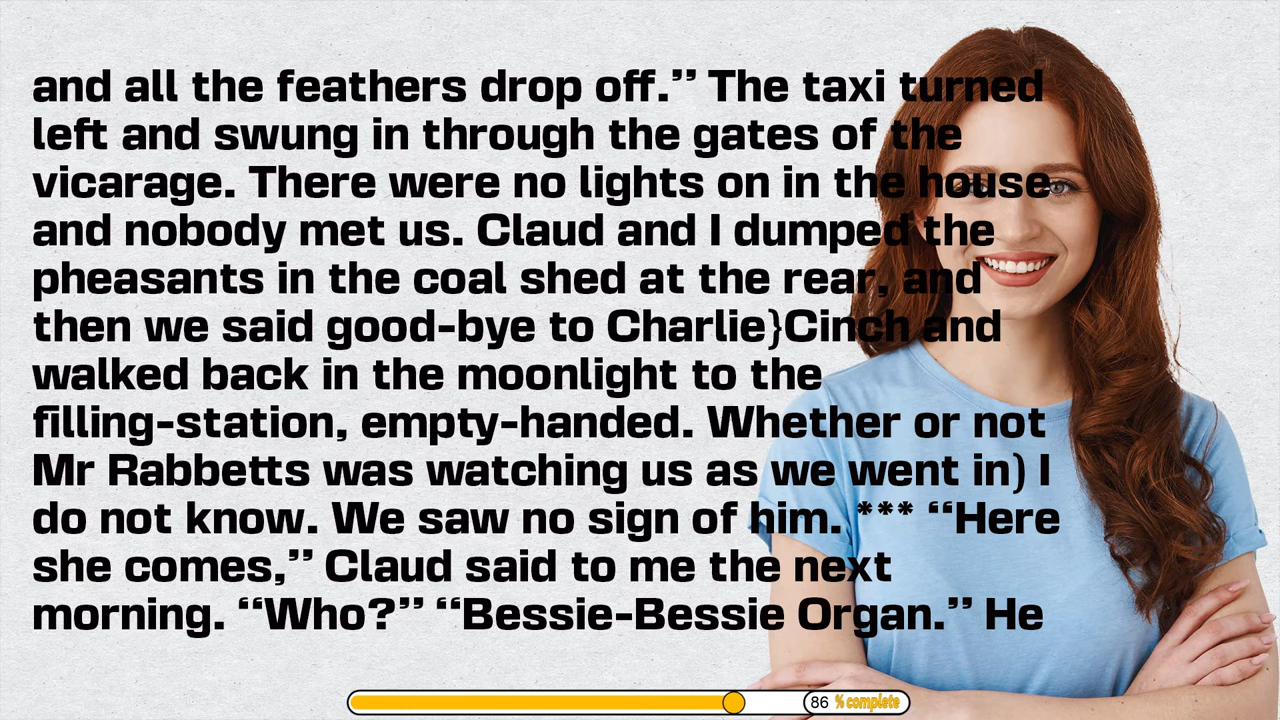 and all the feathers drop off.” The taxi turned
left and swung in through the gates of the
vicarage. There were no lights on in the house
and nobody met us. Claud and I dumped the
pheasants in the coal shed at the rear, and
then we said good-bye to Charlie}Cinch and
walked back in the moonlight to the
filling-station, empty-handed. Whether or not
Mr Rabbetts was watching us as we went in) I
do not know. We saw no sign of him. *** “Here
she comes,” Claud said to me the next
morning. “Who?” “Bessie-Bessie Organ.” He
86 % complete